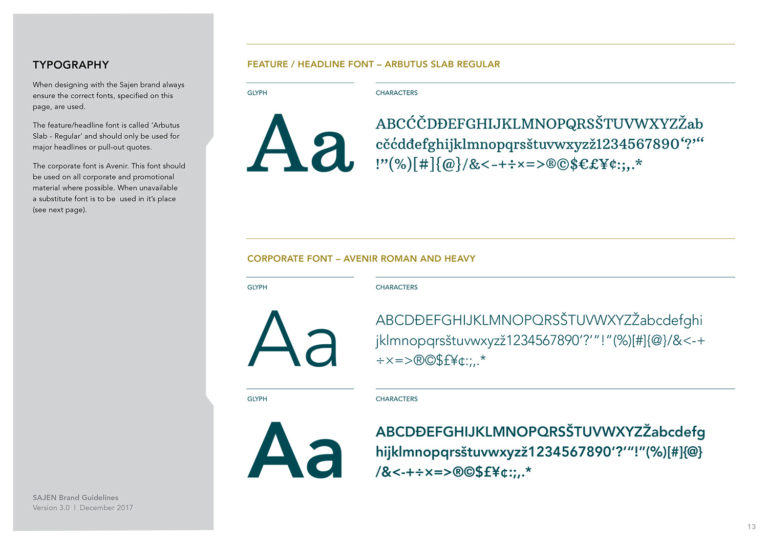 TYPOGRAPHY
When designing with the Sajen brand always
ensure the correct fonts, specified on this
page, are used.
The feature/headline font is called ‘Arbutus
Slab - Regular’ and should only be used for
major headlines or pull-out quotes.
The corporate font is Avenir. This font should
be used on all corporate and promotional
material where possible. When unavailable
a substitute font is to be used in it’s place
(see next page).
SAJEN Brand Guidelines
Version 3.0 | December 2017
FEATURE / HEADLINE FONT – ARBUTUS SLAB REGULAR
GLYPH
CHARACTERS
Aa
ABCĆČDĐEFGHIJKLMNOPQRSŠTUVWXYZŽab
cčćdđefghijklmnopqrsštuvwxyzž1234567890‘?’“
!”(%)[#]{@}/&<-+÷×=>®©$€£¥¢:;,.*
CORPORATE FONT – AVENIR ROMAN AND HEAVY
GLYPH
CHARACTERS
Aa
ABCDĐEFGHIJKLMNOPQRSŠTUVWXYZŽabcdefghi
jklmnopqrsštuvwxyzž1234567890‘?’“!”(%)[#]{@}/&<-+
÷×=>®©$£¥¢:;,.*
GLYPH
CHARACTERS
Aa
ABCDĐEFGHIJKLMNOPQRSŠTUVWXYZŽabcdefg
hijklmnopqrsštuvwxyzž1234567890‘?’“!”(%)[#]{@}
/&<-+÷×=>®©$£¥¢:;,.*
13